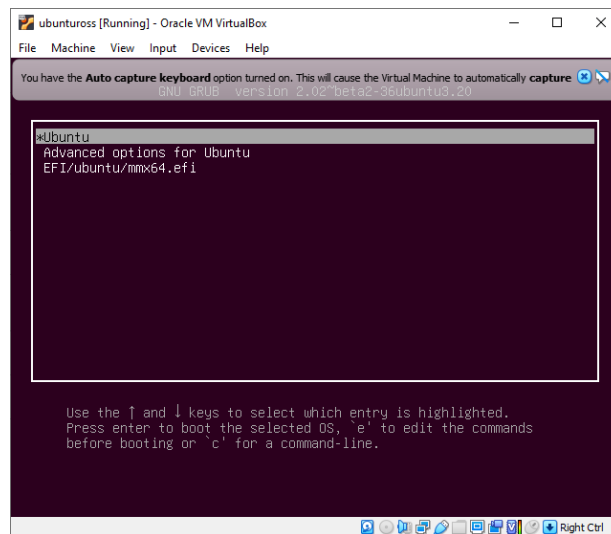 ubunturoSS [Running] - Oracle VM VirtualBox
File Machine View Input Devices Help
You have the Auto capture keyboard option turned on. This will cause the Virtual Machine to automatically capture
GNU GRUB version 2.02~beta2-36ubuntu3.20
*Ubuntu
Advanced options for Ubuntu
EFI/ubuntu/mmx64.efi
Use the ↑ and ↓ keys to select which entry is highlighted.
Press enter to boot the selected OS, `e' to edit the commands
before booting or `c' for a command-line.
Right Ctrl